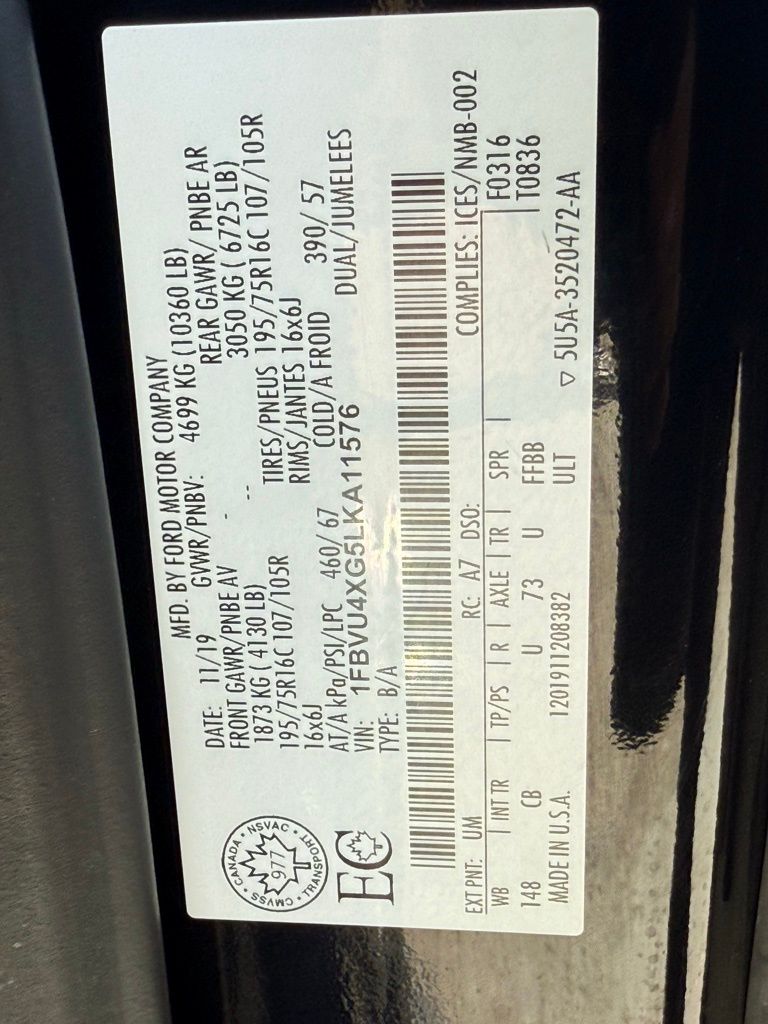 MFD. BY FORD MOTOR COMPANY
DATE: 11/19 GVWR/PNBV: 4699 KG (10360 LB)
FRONT GAWR/PNBE AV - REAR GAWR/ PNBE AR
1873 KG ( 4130 LB) -- 3050 KG ( 6725 LB)
195/75R16C 107/105R TIRES/PNEUS 195/75R16C 107/105R
16x6J RIMS/JANTES 16x6J
AT/A kPa/PSI/LPC 460/ 67 COLD/A FROID 390/ 57
VIN: 1FBVU4XG5LKA11576 DUAL/JUMELEES
TYPE: B/A
CMVSS • CANADA • NSVAC • TRANSPORT
977
EC
EXT PNT: UM RC: A7 DSO: COMPLIES: ICES/NMB-002
WB | INT TR | TP/PS | R | AXLE | TR | SPR | F0316
148 CB U 73 U FFBB T0836
MADE IN U.S.A. 1201911208382 ULT ▽ 5U5A-3520472-AA